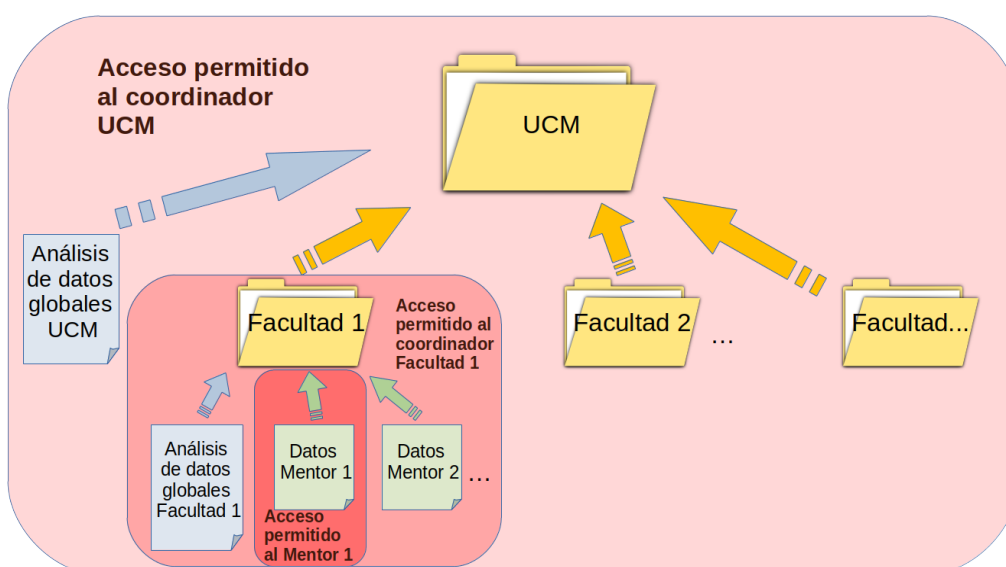 Acceso permitido
al coordinador
UCM
UCM
Análisis
de datos
globales
UCM
Facultad 1
Acceso
permitido al
coordinador
Facultad 1
Facultad 2
...
Facultad...
Análisis
de datos
globales
Facultad 1
Datos
Mentor 1
Datos
Mentor 2
...
Acceso
permitido
al Mentor 1